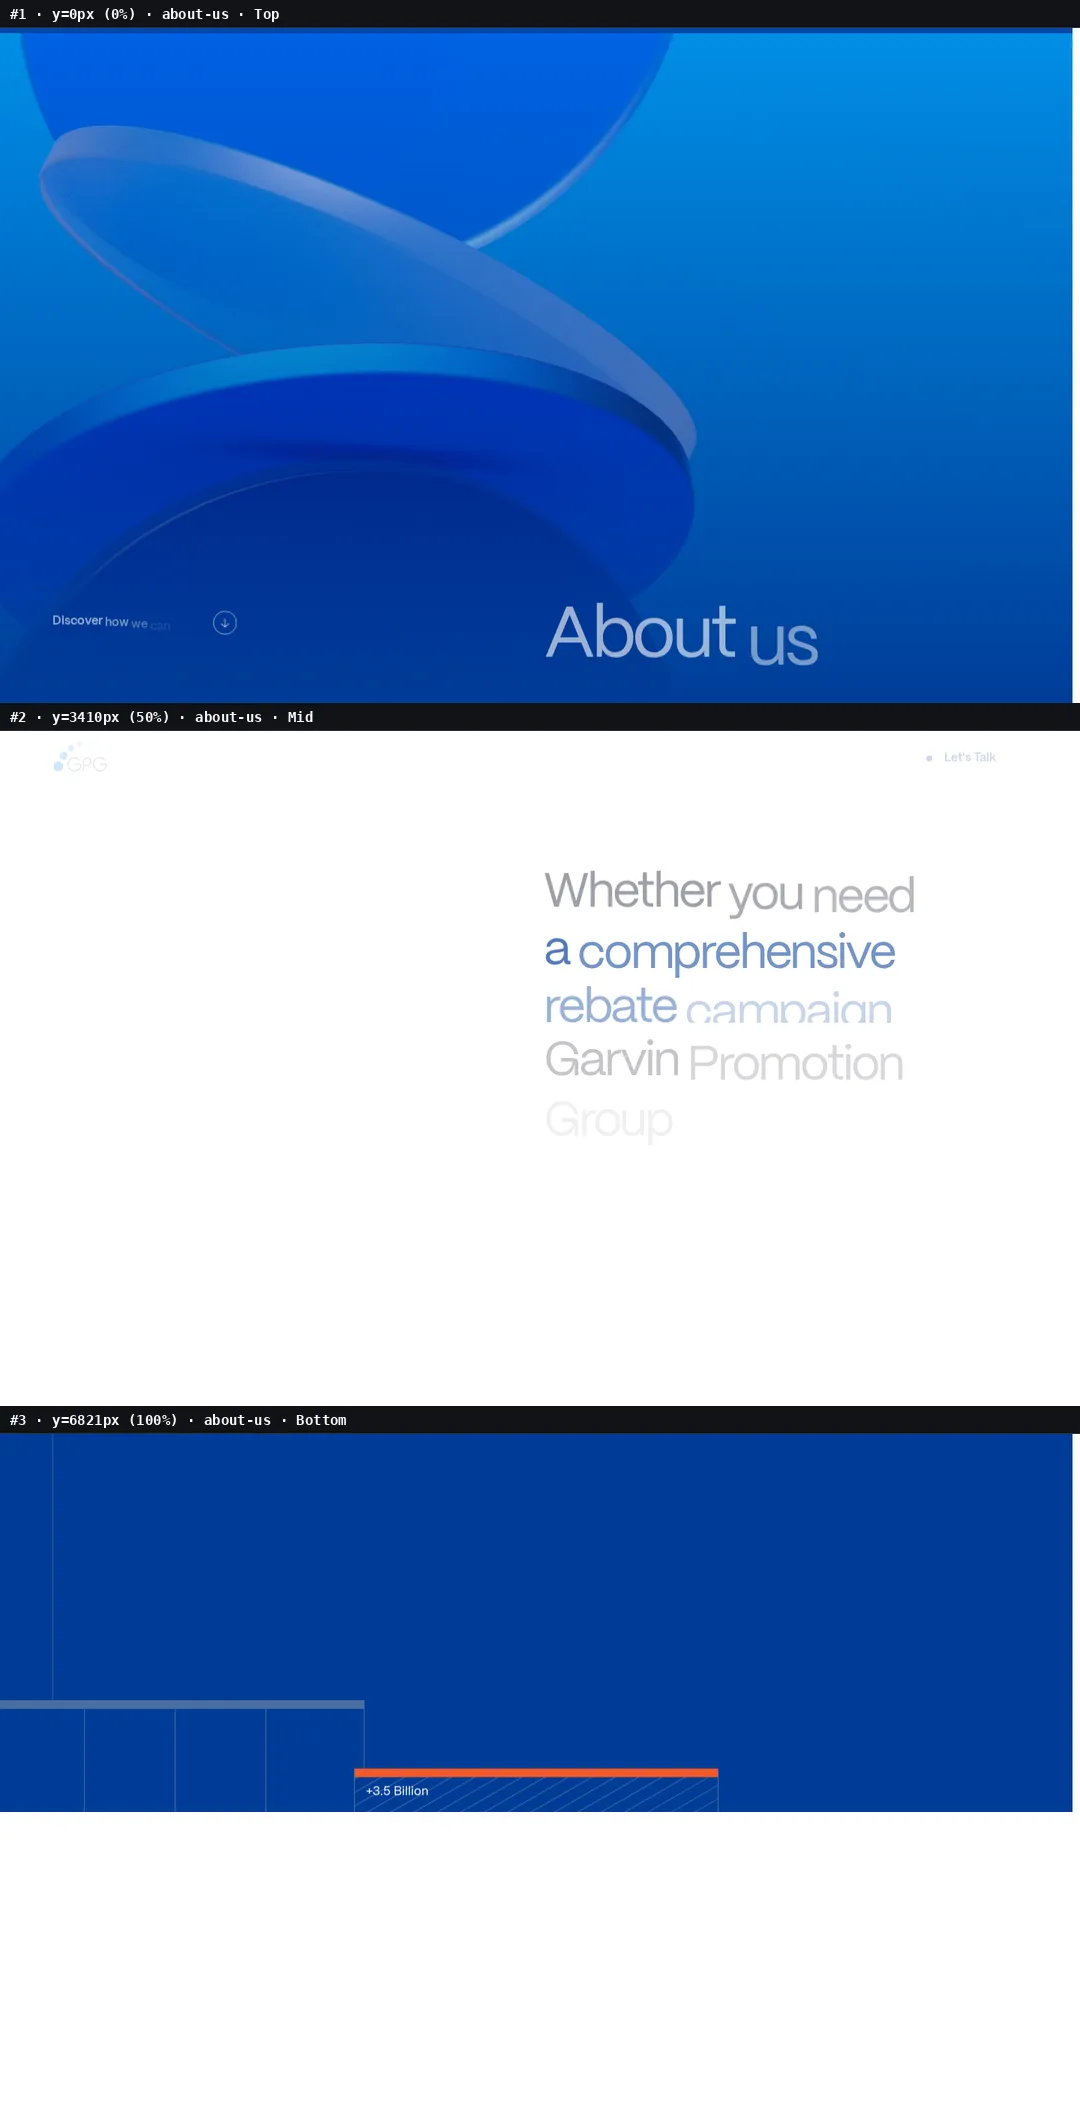 #1 · y=0px (0%) · about-us · Top
Discover how we can
About us
#2 · y=3410px (50%) · about-us · Mid
GPG
Let's Talk
Whether you need
a comprehensive
rebate campaign
Garvin Promotion
Group
#3 · y=6821px (100%) · about-us · Bottom
+3.5 Billion